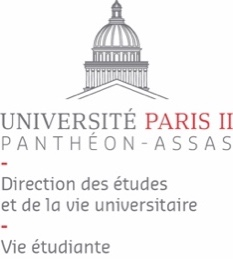 UNIVERSITÉ PARIS II
PANTHÉON-ASSAS
-
Direction des études
et de la vie universitaire
-
Vie étudiante